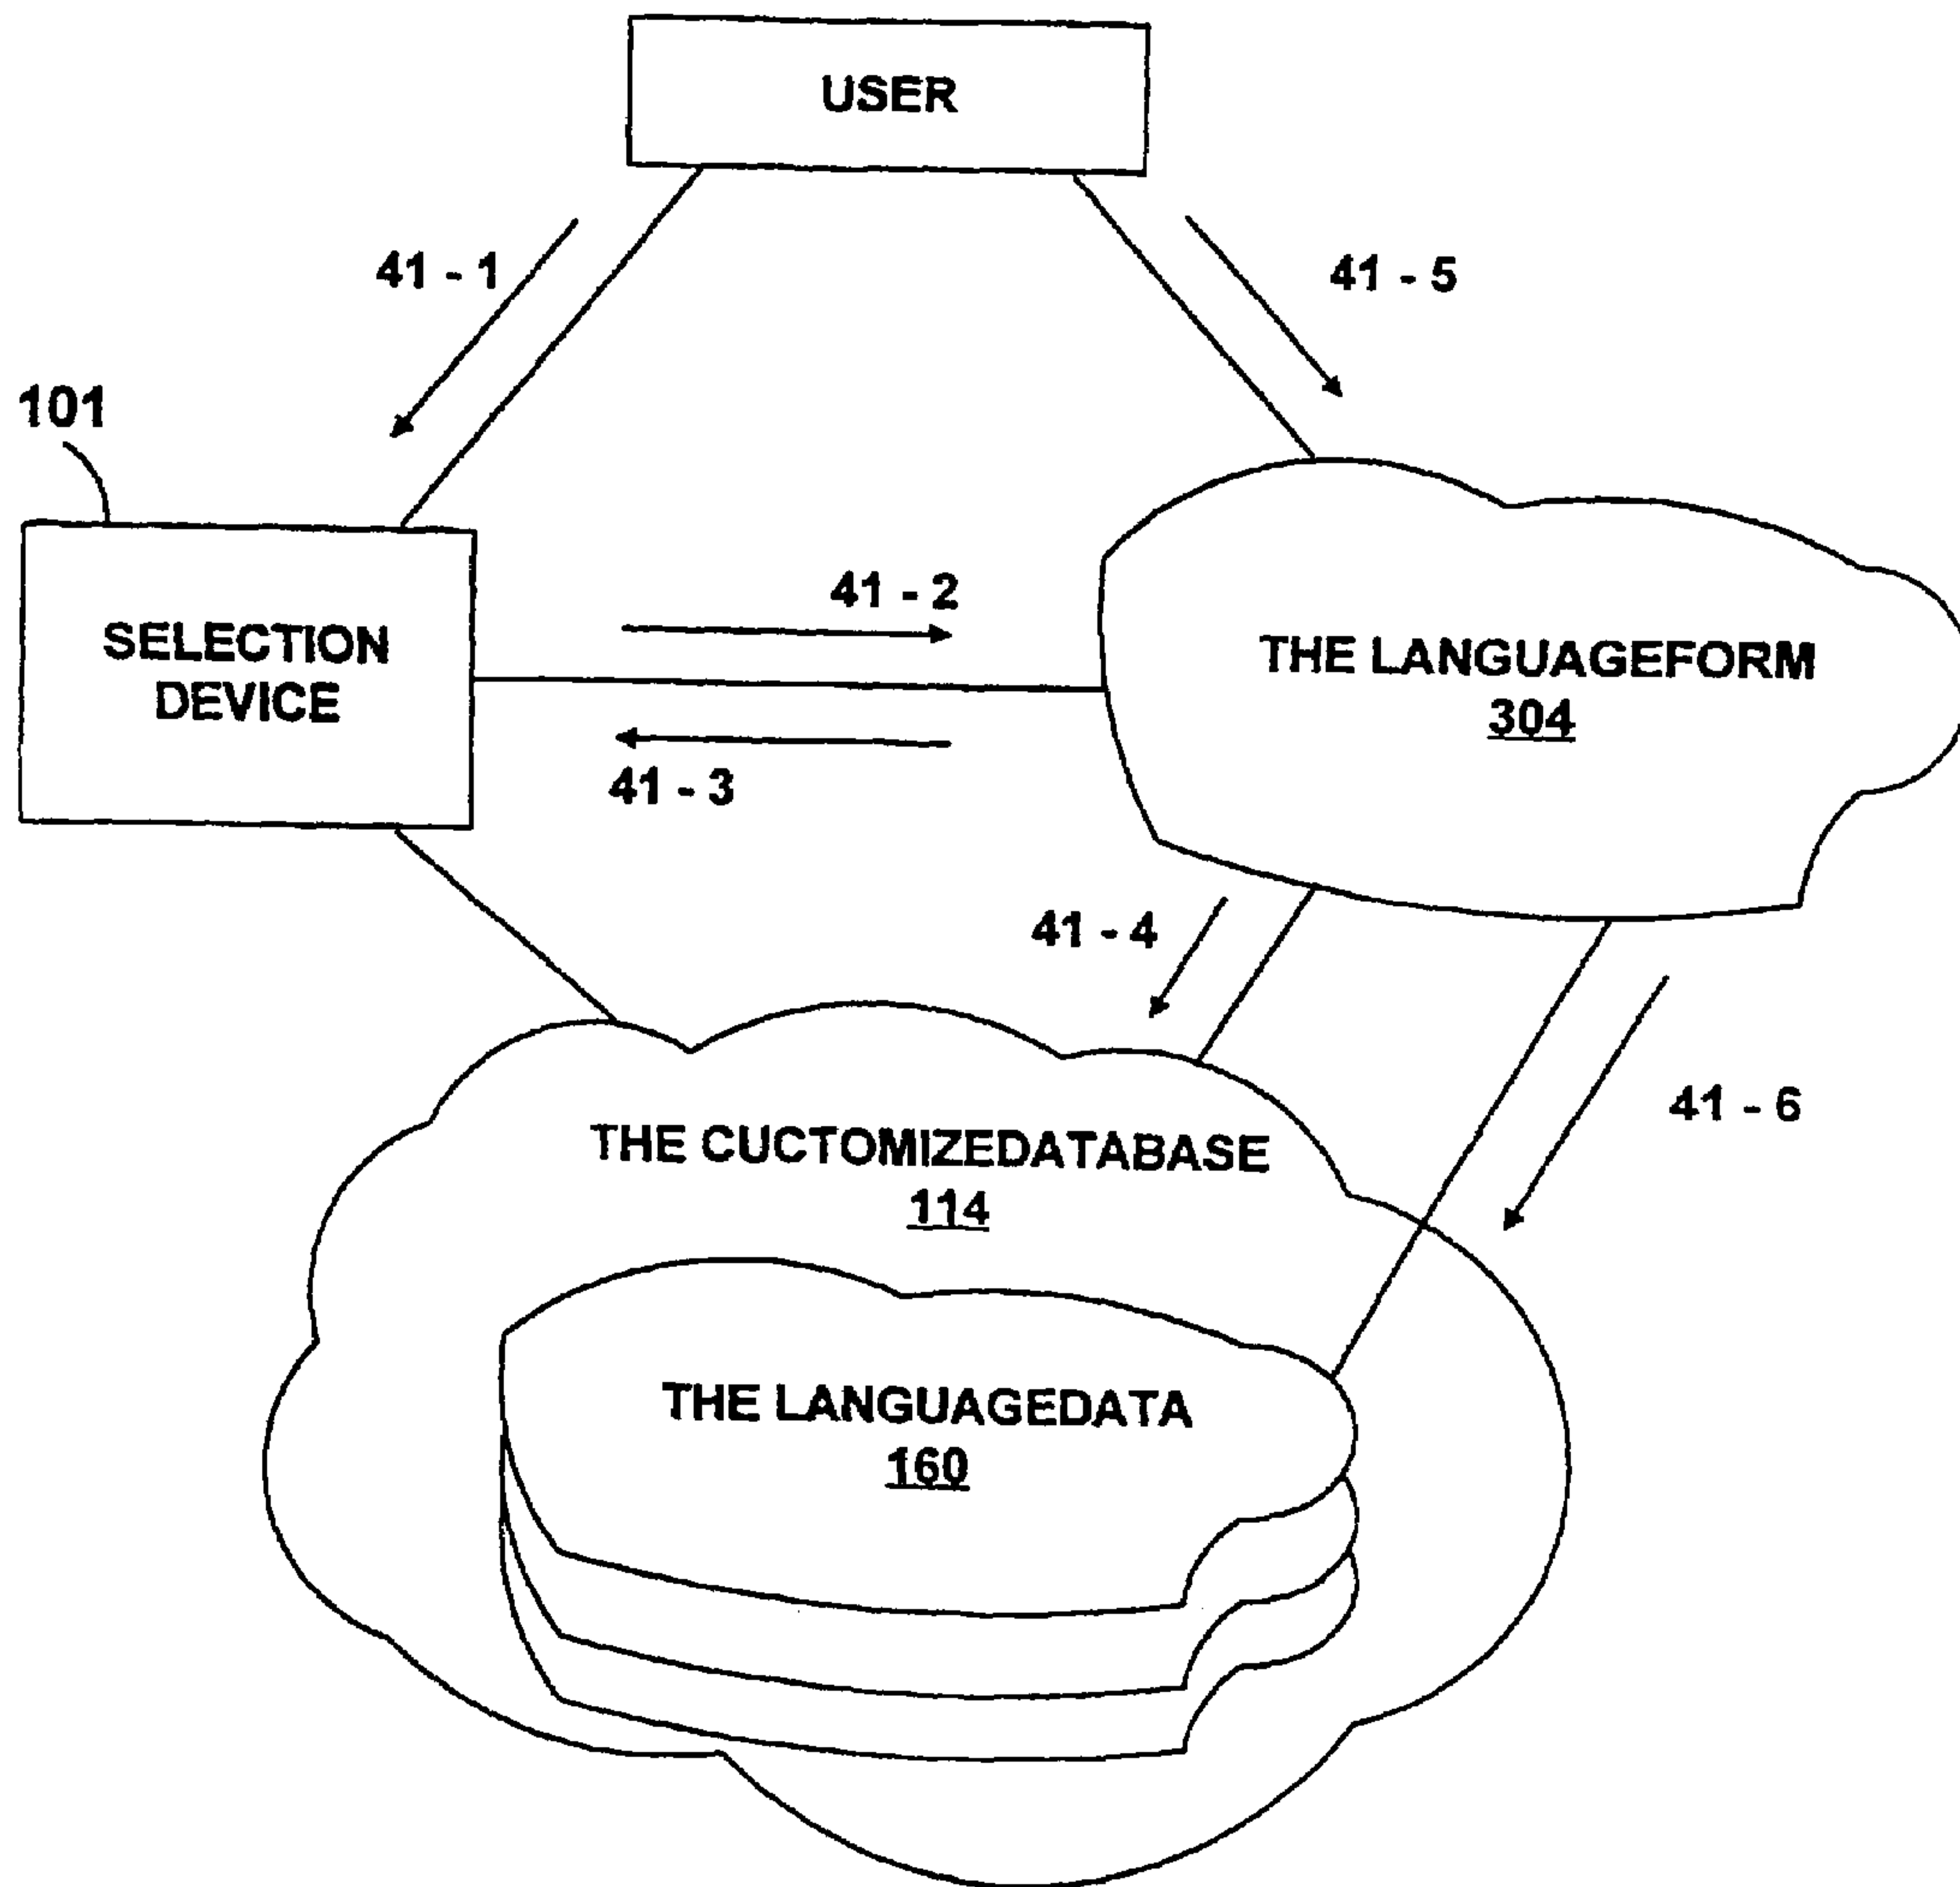 USER
41 - 1
41 - 5
101
41 - 2
SELECTION
DEVICE
THE LANGUAGEFORM
304
41 - 3
41 - 4
41 - 6
THE CUCTOMIZEDATABASE
114
THE LANGUAGEDATA
160